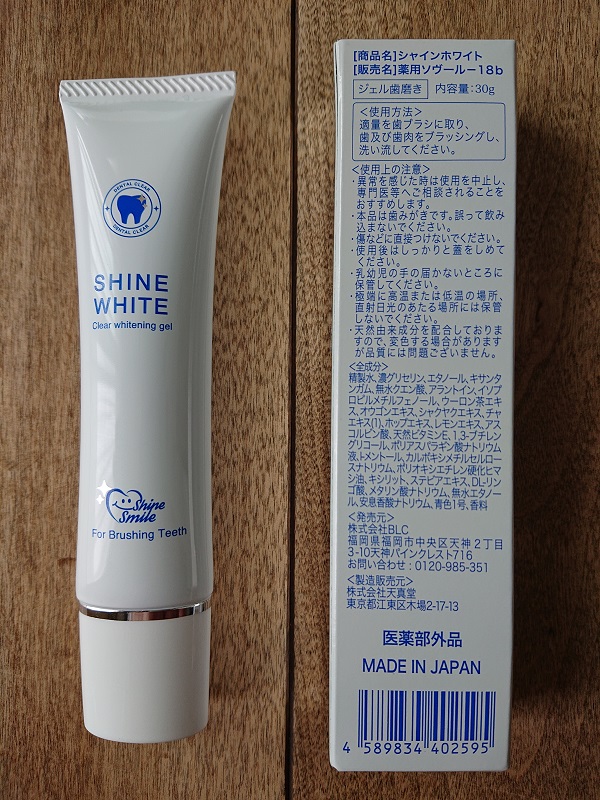 DENTAL CLEAR
DENTAL CLEAR
SHINE
WHITE
Clear whitening gel
Shine
Smile
For Brushing Teeth
[商品名]シャインホワイト
[販売名]薬用ソヴールー18b
ジェル歯磨き 内容量:30g
<使用方法>
適量を歯ブラシに取り、
歯及び歯肉をブラッシングし、
洗い流してください。
<使用上の注意>
・異常を感じた時は使用を中止し、
専門医等へご相談されることを
おすすめします。
・本品は歯みがきです。誤って飲み
込まないでください。
・傷などに直接つけないでください。
・使用後はしっかりと蓋をしめて
ください。
・乳幼児の手の届かないところに
保管してください。
・極端に高温または低温の場所、
直射日光のあたる場所には保管
しないでください。
・天然由来成分を配合しておりま
すので、変色する場合があります
が品質には問題ございません。
<全成分>
精製水、濃グリセリン、エタノール、キサンタ
ンガム、無水クエン酸、アラントイン、イソプ
ロピルメチルフェノール、ウーロン茶エキ
ス、オウゴンエキス、シャクヤクエキス、チャ
エキス(1)、ホップエキス、レモンエキス、アス
コルビン酸、天然ビタミンE、1,3-ブチレン
グリコール、ポリアスパラギン酸ナトリウム
液、l-メントール、カルボキシメチルセルロー
スナトリウム、ポリオキシエチレン硬化ヒマ
シ油、キシリット、ステビアエキス、DL-リン
ゴ酸、メタリン酸ナトリウム、無水エタノー
ル、安息香酸ナトリウム、青色1号、香料
<発売元>
株式会社BLC
福岡県福岡市中央区天神2丁目
3-10天神パインクレスト716
お問い合わせ:0120-985-351
<製造販売元>
株式会社天真堂
東京都江東区木場2-17-13
医薬部外品
MADE IN JAPAN
4 589834 402595